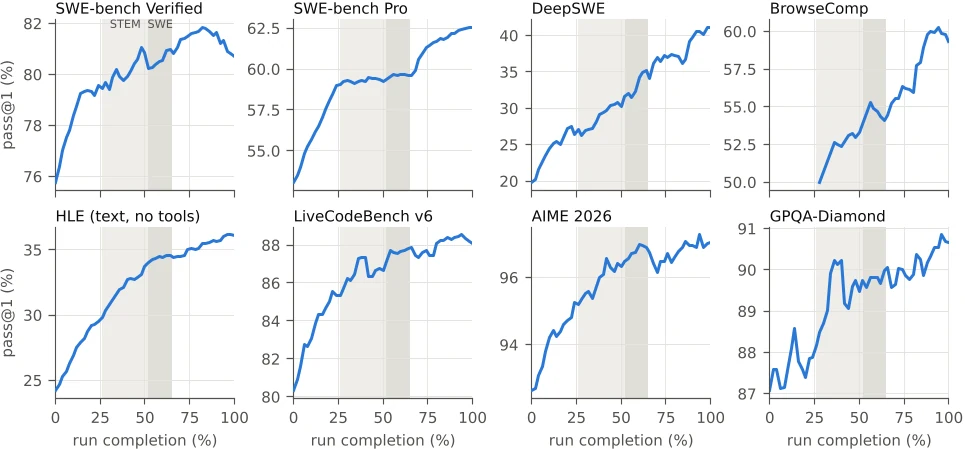 SWE-bench Verified
STEM SWE
82
80
78
76
pass@1 (%)
SWE-bench Pro
62.5
60.0
57.5
55.0
DeepSWE
40
35
30
25
20
BrowseComp
60.0
57.5
55.0
52.5
50.0
HLE (text, no tools)
35
30
25
pass@1 (%)
0 25 50 75 100
run completion (%)
LiveCodeBench v6
88
86
84
82
80
0 25 50 75 100
run completion (%)
AIME 2026
96
94
0 25 50 75 100
run completion (%)
GPQA-Diamond
91
90
89
88
87
0 25 50 75 100
run completion (%)